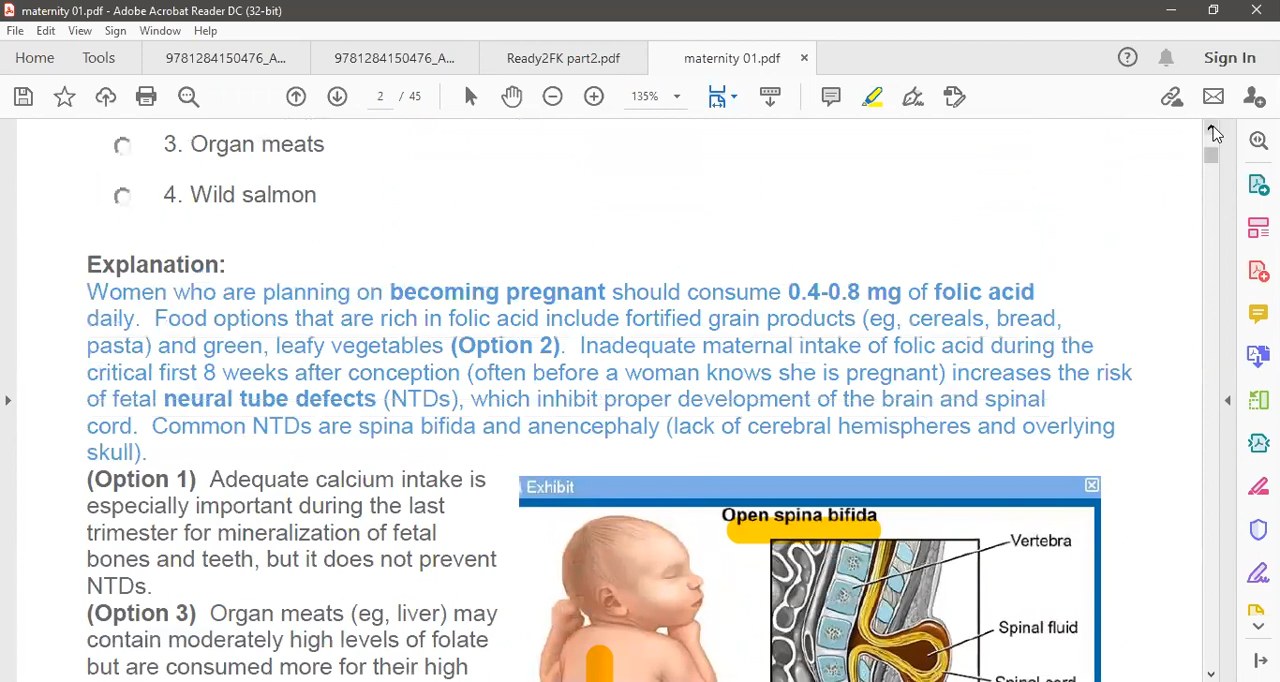 maternity 01.pdf - Adobe Acrobat Reader DC (32-bit)
File Edit View Sign Window Help
Home Tools 9781284150476_A... 9781284150476_A... Ready2FK part2.pdf maternity 01.pdf Sign In
2 / 45 135%
3. Organ meats
4. Wild salmon
Explanation:
Women who are planning on becoming pregnant should consume 0.4-0.8 mg of folic acid
daily. Food options that are rich in folic acid include fortified grain products (eg, cereals, bread,
pasta) and green, leafy vegetables (Option 2). Inadequate maternal intake of folic acid during the
critical first 8 weeks after conception (often before a woman knows she is pregnant) increases the risk
of fetal neural tube defects (NTDs), which inhibit proper development of the brain and spinal
cord. Common NTDs are spina bifida and anencephaly (lack of cerebral hemispheres and overlying
skull).
(Option 1) Adequate calcium intake is
especially important during the last
trimester for mineralization of fetal
bones and teeth, but it does not prevent
NTDs.
(Option 3) Organ meats (eg, liver) may
contain moderately high levels of folate
but are consumed more for their high
Exhibit
Open spina bifida
Vertebra
Spinal fluid
Spinal cord